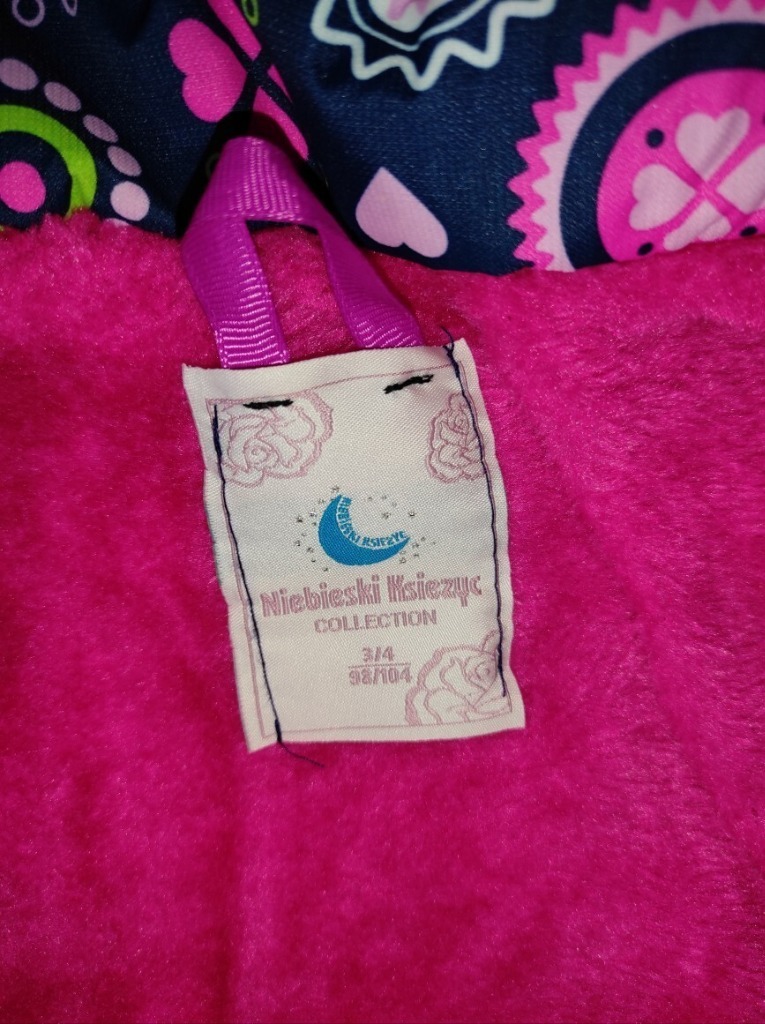 NIEBIESKI KSIEZYC
Niebieski Ksiezyc
COLLECTION
3/4
98/104